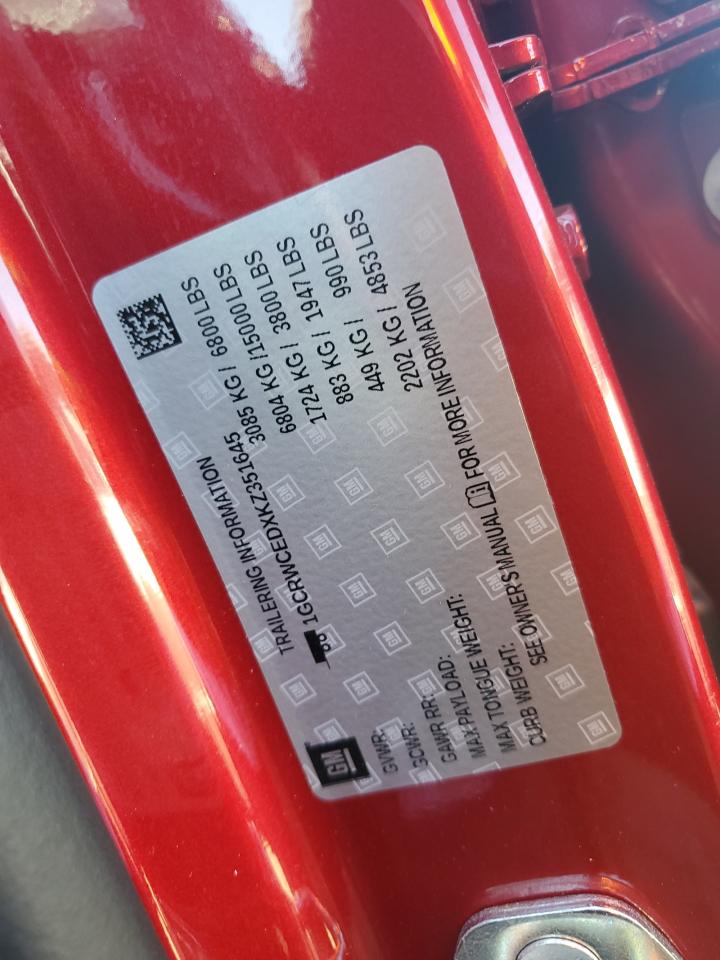 GM
TRAILERING INFORMATION
1GCRWCEDXKZ351645
GVWR: 3085 KG / 6800 LBS
GCWR: 6804 KG /15000 LBS
GAWR RR: 1724 KG / 3800 LBS
MAX PAYLOAD: 883 KG / 1947 LBS
MAX TONGUE WEIGHT: 449 KG / 990 LBS
CURB WEIGHT: 2202 KG / 4853 LBS
SEE OWNER'S MANUAL FOR MORE INFORMATION